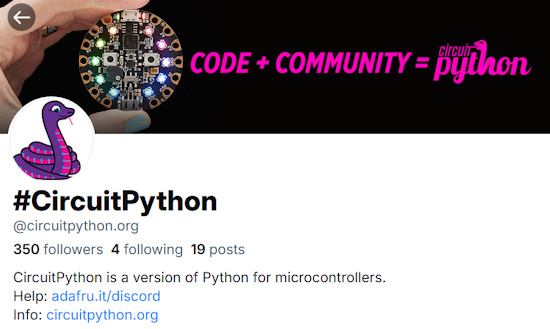 CODE + COMMUNITY = circuit python
#CircuitPython
@circuitpython.org
350 followers 4 following 19 posts
CircuitPython is a version of Python for microcontrollers.
Help: adafru.it/discord
Info: circuitpython.org